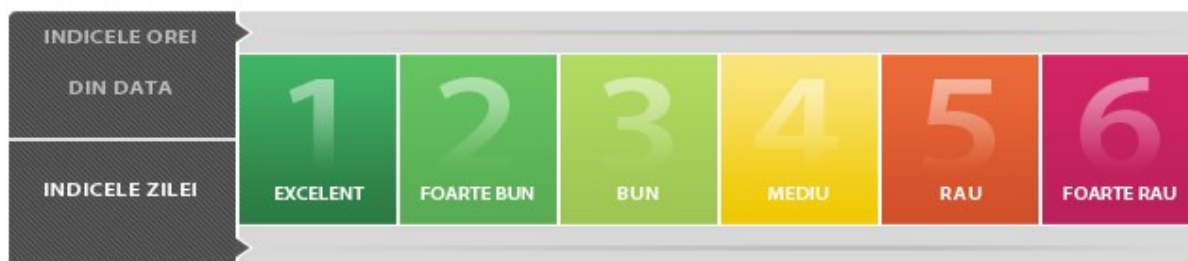 INDICELE OREI
DIN DATA
INDICELE ZILEI
1
EXCELENT
2
FOARTE BUN
3
BUN
4
MEDIU
5
RAU
6
FOARTE RAU